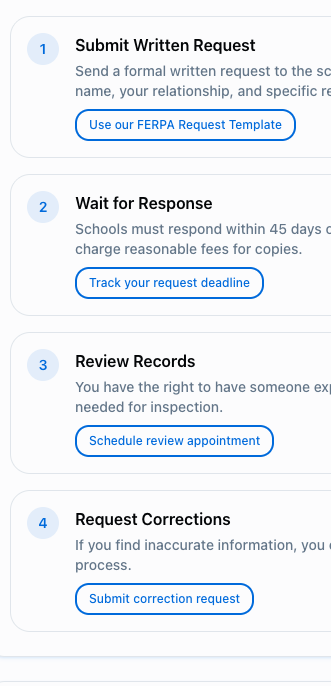 1
Submit Written Request
Send a formal written request to the
name, your relationship, and specific
Use our FERPA Request Template
2
Wait for Response
Schools must respond within 45 days
charge reasonable fees for copies.
Track your request deadline
3
Review Records
You have the right to have someone
needed for inspection.
Schedule review appointment
4
Request Corrections
If you find inaccurate information, you
process.
Submit correction request